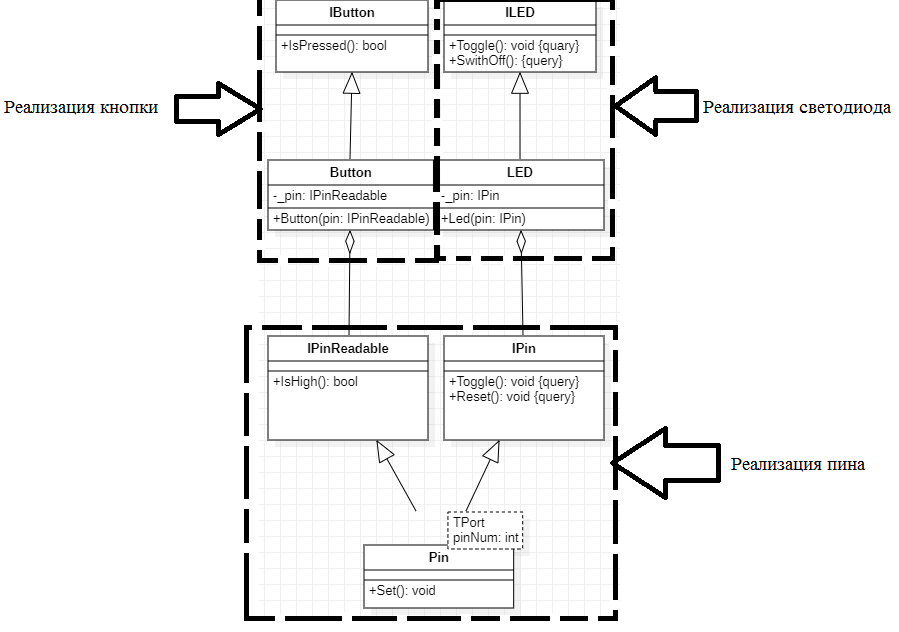 IButton
+IsPressed(): bool
ILED
+Toggle(): void {quary}
+SwithOff(): {query}
Реализация кнопки
Реализация светодиода
Button
-_pin: IPinReadable
+Button(pin: IPinReadable)
LED
-_pin: IPin
+Led(pin: IPin)
IPinReadable
+IsHigh(): bool
IPin
+Toggle(): void {query}
+Reset(): void {query}
Реализация пина
TPort
pinNum: int
Pin
+Set(): void